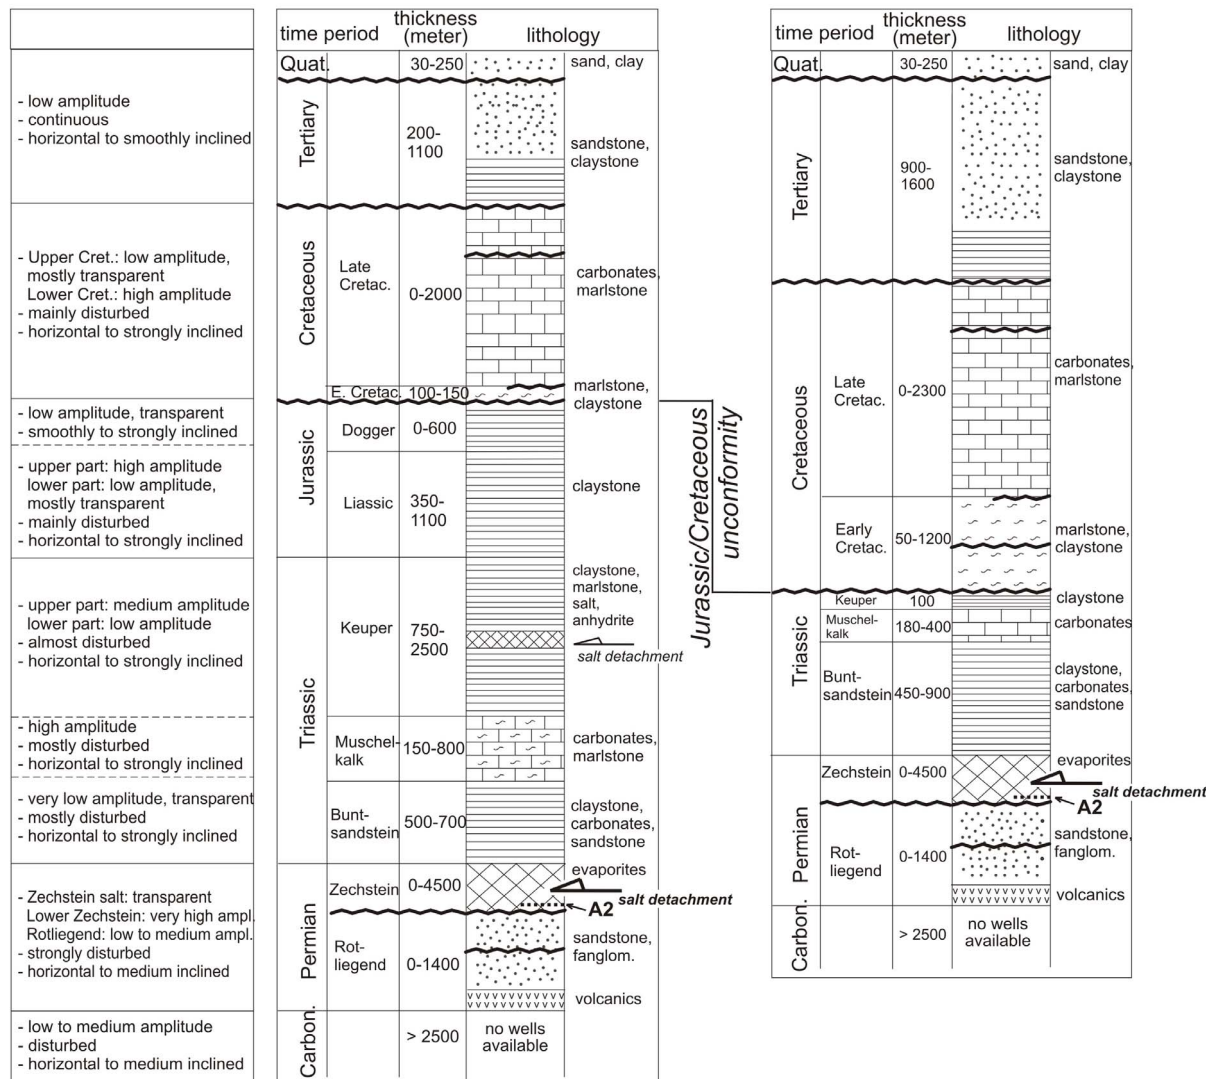 - low amplitude
- continuous
- horizontal to smoothly inclined
- Upper Cret.: low amplitude,
mostly transparent
Lower Cret.: high amplitude
- mainly disturbed
- horizontal to strongly inclined
- low amplitude, transparent
- smoothly to strongly inclined
- upper part: high amplitude
lower part: low amplitude,
mostly transparent
- mainly disturbed
- horizontal to strongly inclined
- upper part: medium amplitude
lower part: low amplitude
- almost disturbed
- horizontal to strongly inclined
- high amplitude
- mostly disturbed
- horizontal to strongly inclined
- very low amplitude, transparent
- mostly disturbed
- horizontal to strongly inclined
- Zechstein salt: transparent
Lower Zechstein: very high ampl.
Rotliegend: low to medium ampl.
- strongly disturbed
- horizontal to medium inclined
- low to medium amplitude
- disturbed
- horizontal to medium inclined
time period
thickness
(meter)
lithology
Quat.
30-250
sand, clay
Tertiary
200-
1100
sandstone,
claystone
Cretaceous
Late
Cretac.
0-2000
carbonates,
marlstone
E. Cretac.
100-150
marlstone,
claystone
Jurassic
Dogger
0-600
Liassic
350-
1100
claystone
Triassic
Keuper
750-
2500
claystone,
marlstone,
salt,
anhydrite
salt detachment
Muschel-
kalk
150-800
carbonates,
marlstone
Bunt-
sandstein
500-700
claystone,
carbonates,
sandstone
Permian
Zechstein
0-4500
evaporites
salt detachment
A2
Rot-
liegend
0-1400
sandstone,
fanglom.
volcanics
Carbon.
> 2500
no wells
available
Jurassic/Cretaceous
unconformity
time period
thickness
(meter)
lithology
Quat.
30-250
sand, clay
Tertiary
900-
1600
sandstone,
claystone
Cretaceous
Late
Cretac.
0-2300
carbonates,
marlstone
Early
Cretac.
50-1200
marlstone,
claystone
Triassic
Keuper
100
claystone
Muschel-
kalk
180-400
carbonates
Bunt-
sandstein
450-900
claystone,
carbonates,
sandstone
Permian
Zechstein
0-4500
evaporites
salt detachment
A2
Rot-
liegend
0-1400
sandstone,
fanglom.
volcanics
Carbon.
> 2500
no wells
available